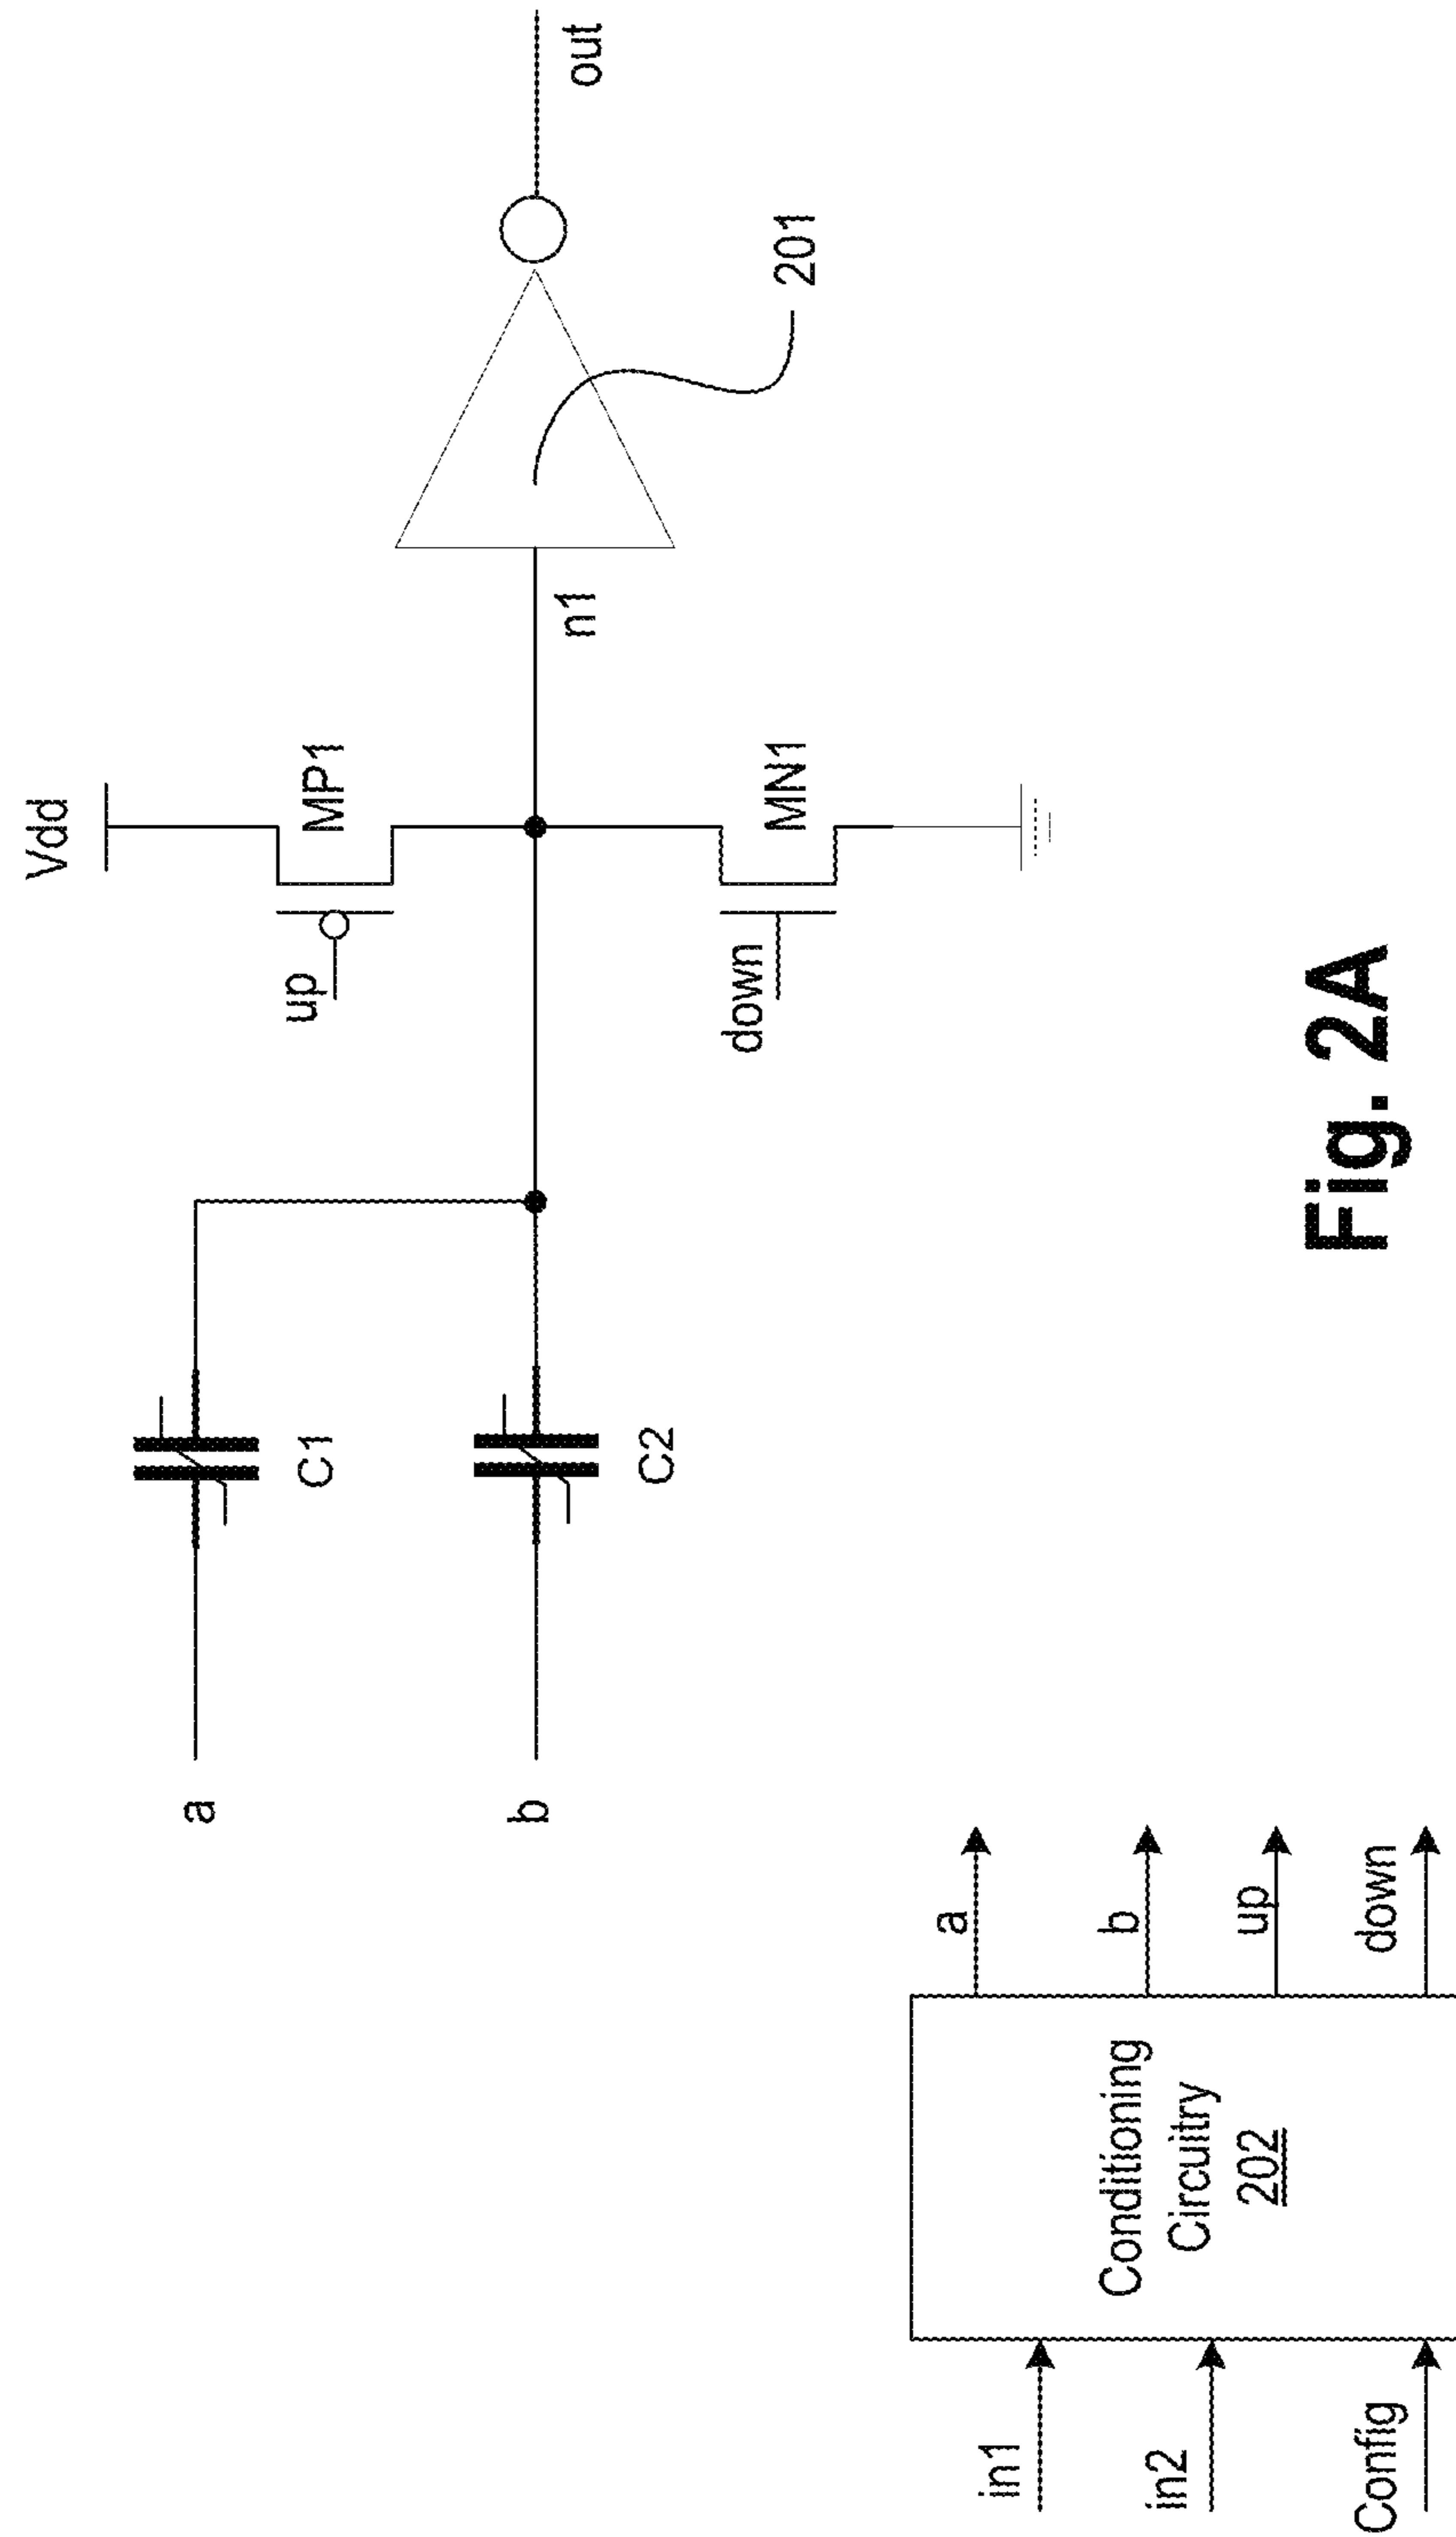 Vdd
up
MP1
a
C1
b
C2
n1
out
201
down
MN1
in1
in2
Config
Conditioning
Circuitry
202
a
b
up
down
Fig. 2A